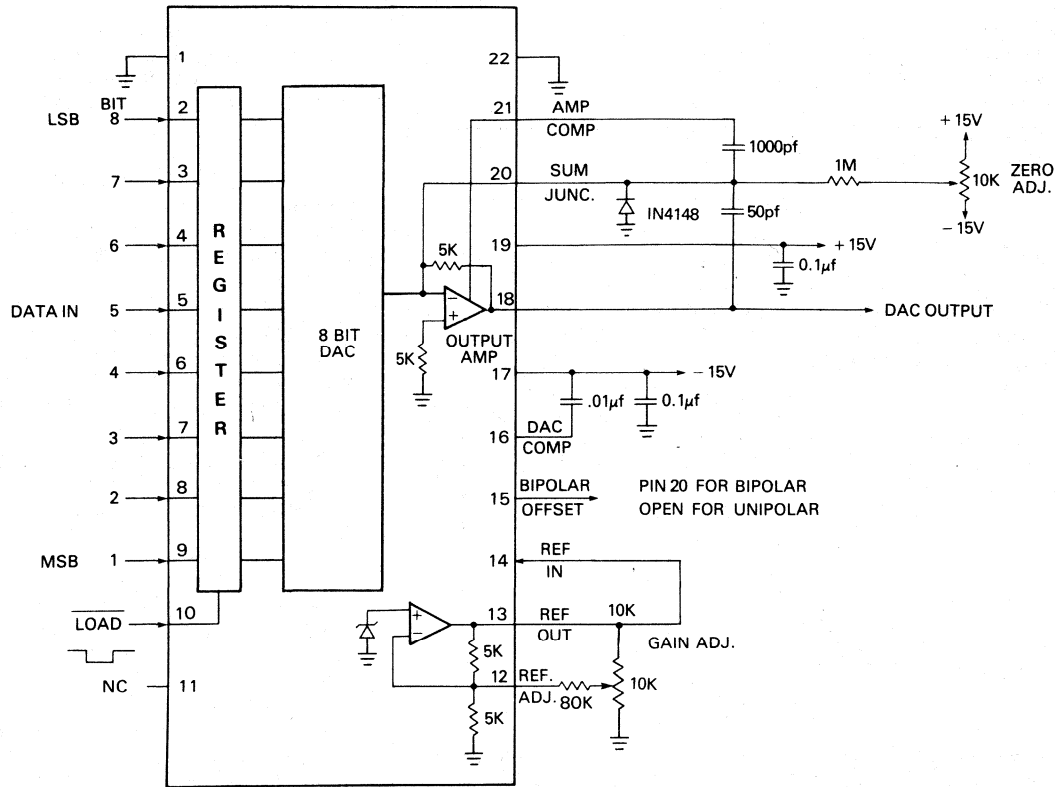 1
22
BIT
LSB 8
2
21
AMP
COMP
1000pf
+ 15V
7
3
20
SUM
JUNC.
IN4148
50pf
1M
10K
ZERO
ADJ.
- 15V
6
4
19
+ 15V
0.1µf
DATA IN
5
5
18
DAC OUTPUT
5K
-
+
5K
OUTPUT
AMP
REGISTER
8 BIT
DAC
4
6
17
- 15V
.01µf
0.1µf
3
7
16
DAC
COMP
2
8
15
BIPOLAR
OFFSET
PIN 20 FOR BIPOLAR
OPEN FOR UNIPOLAR
MSB 1
9
14
REF
IN
LOAD
10
13
REF
OUT
10K
GAIN ADJ.
+
-
5K
NC
11
12
REF.
ADJ.
80K
10K
5K